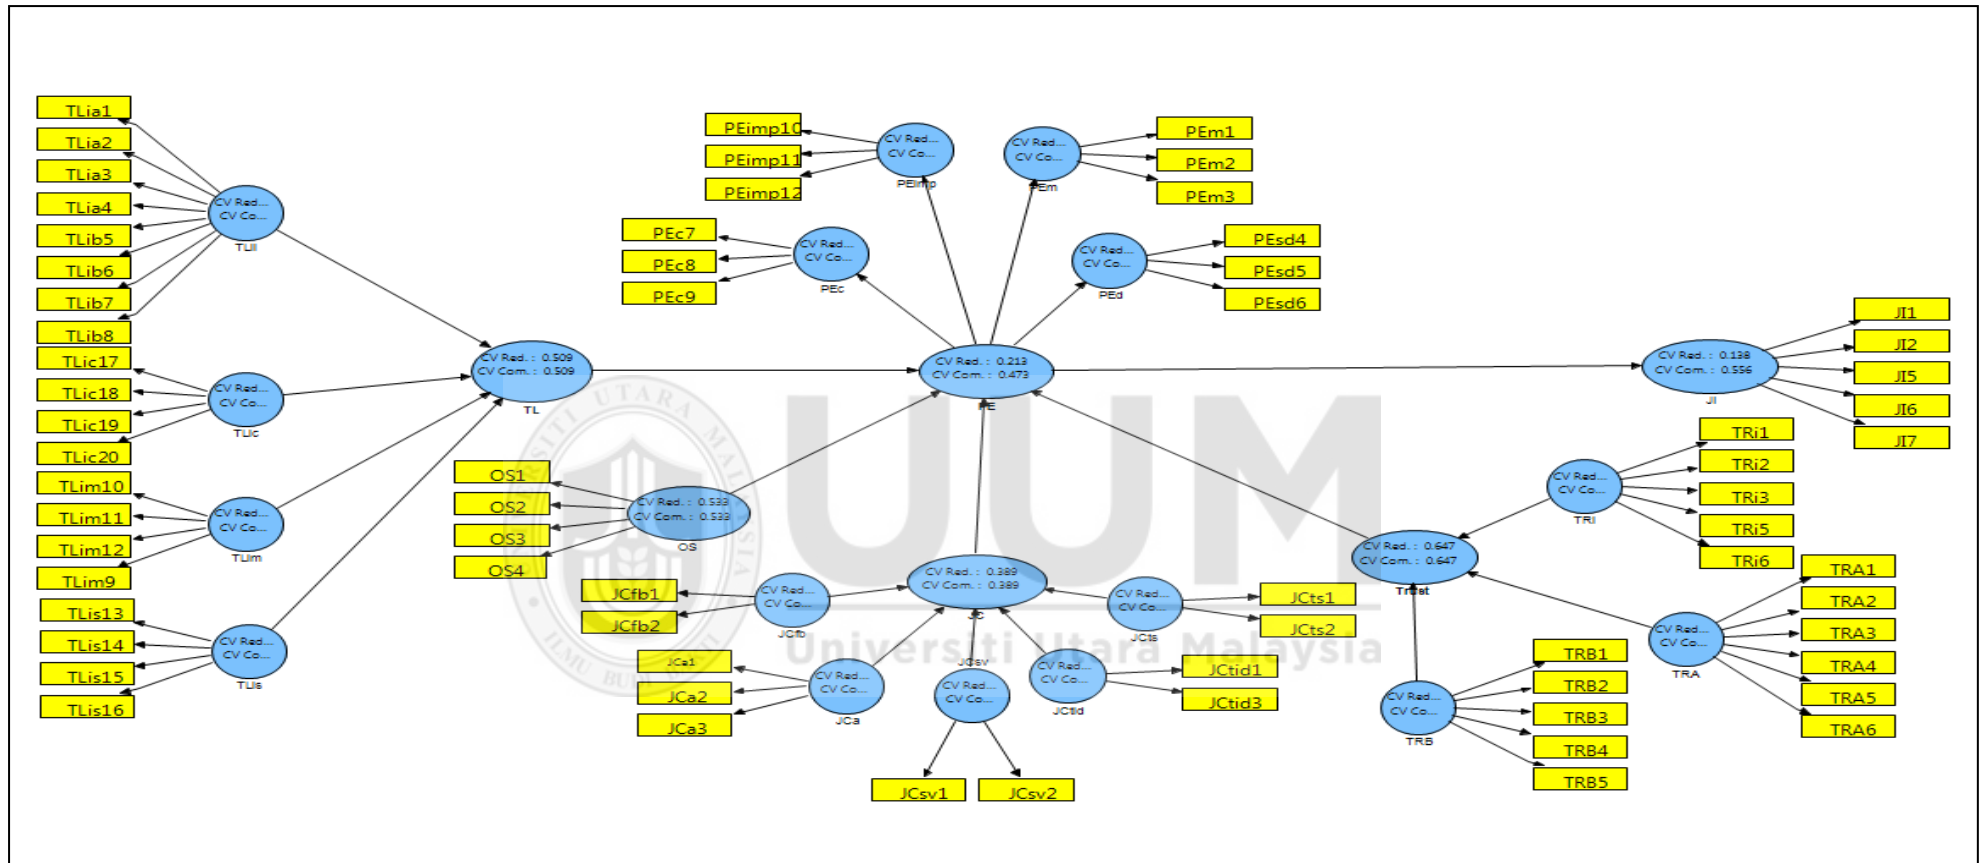 TLia1
TLia2
TLia3
TLia4
TLib5
TLib6
TLib7
TLib8
CV Red...
CV Co...
TLII
TLic17
TLic18
TLic19
TLic20
CV Red...
CV Co...
TLic
TLim10
TLim11
TLim12
TLim9
CV Red...
CV Co...
TLim
TLis13
TLis14
TLis15
TLis16
CV Red...
CV Co...
TLis
CV Red. : 0.509
CV Com. : 0.509
TL
PEimp10
PEimp11
PEimp12
CV Red...
CV Co...
PEimp
CV Red...
CV Co...
PEm
PEm1
PEm2
PEm3
PEc7
PEc8
PEc9
CV Red...
CV Co...
PEc
CV Red...
CV Co...
PEd
PEsd4
PEsd5
PEsd6
CV Red. : 0.213
CV Com. : 0.473
PE
CV Red. : 0.138
CV Com. : 0.556
JI
JI1
JI2
JI5
JI6
JI7
OS1
OS2
OS3
OS4
CV Red. : 0.533
CV Com. : 0.533
OS
CV Red. : 0.389
CV Com. : 0.389
JC
JCfb1
JCfb2
CV Red...
CV Co...
JCfb
JCa1
JCa2
JCa3
CV Red...
CV Co...
JCa
JCsv
CV Red...
CV Co...
JCsv1
JCsv2
CV Red...
CV Co...
JCtid
JCtid1
JCtid3
CV Red...
CV Co...
JCts
JCts1
JCts2
CV Red. : 0.647
CV Com. : 0.647
Trust
CV Red...
CV Co...
TRI
TRi1
TRi2
TRi3
TRi5
TRi6
CV Red...
CV Co...
TRA
TRA1
TRA2
TRA3
TRA4
TRA5
TRA6
CV Red...
CV Co...
TRB
TRB1
TRB2
TRB3
TRB4
TRB5
UUM
Universiti Utara Malaysia
UNIVERSITI UTARA MALAYSIA
ILMU BUDI BAKTI